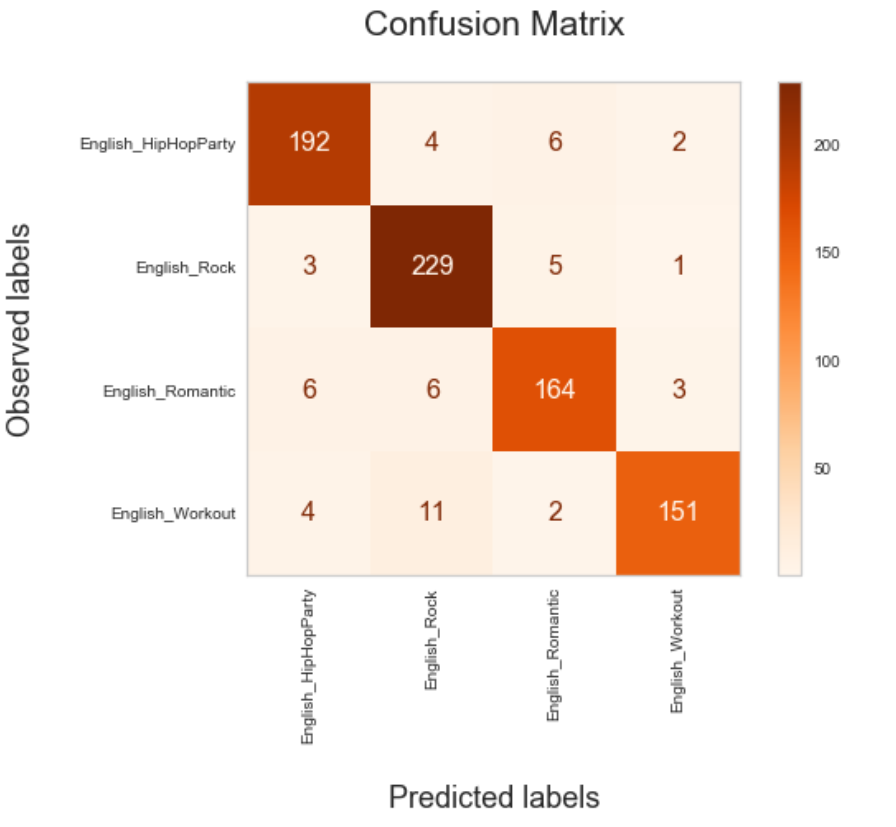 Confusion Matrix
English_HipHopParty 192 4 6 2
English_Rock 3 229 5 1
English_Romantic 6 6 164 3
English_Workout 4 11 2 151
Observed labels
English_HipHopParty
English_Rock
English_Romantic
English_Workout
Predicted labels
200
150
100
50